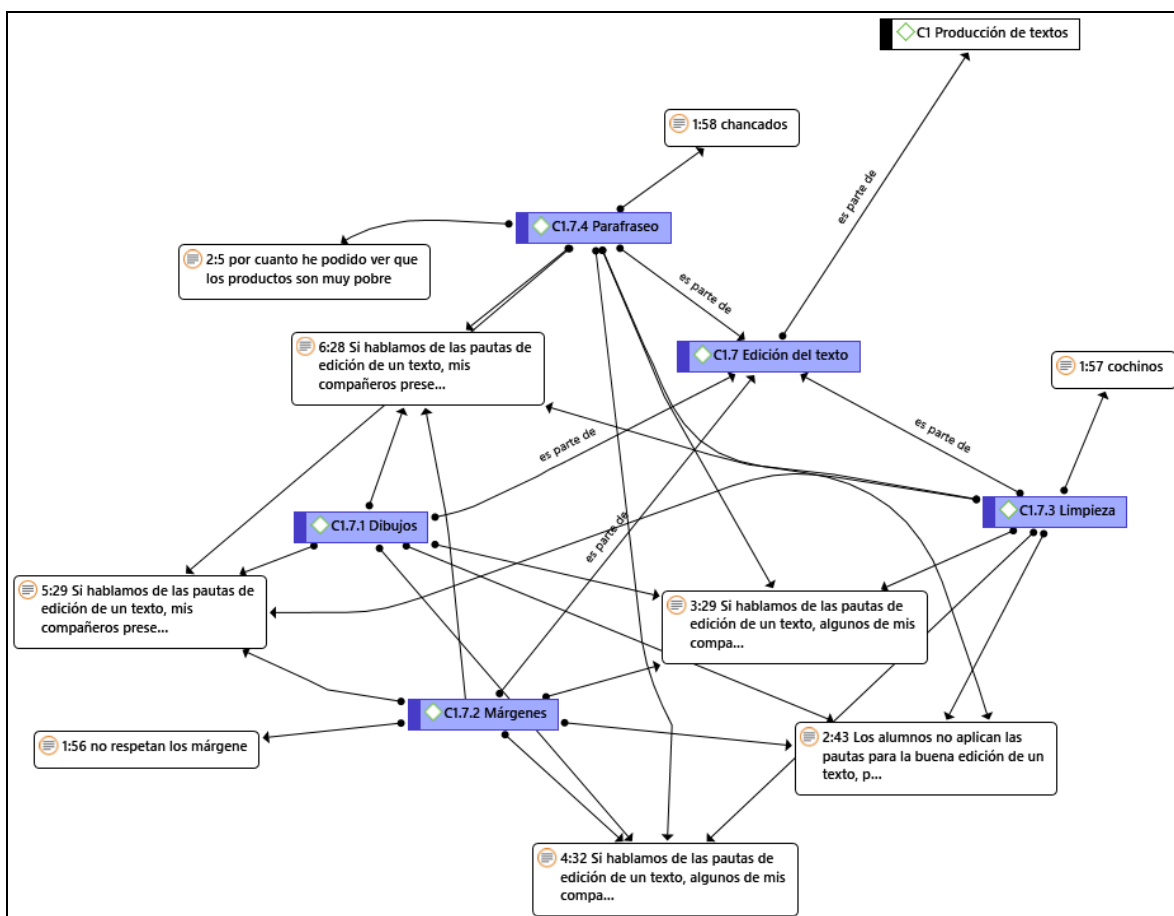 C1 Producción de textos
1:58 chancados
es parte de
C1.7.4 Parafraseo
2:5 por cuanto he podido ver que
los productos son muy pobre
es parte de
6:28 Si hablamos de las pautas de
edición de un texto, mis
compañeros prese...
C1.7 Edición del texto
1:57 cochinos
es parte de
es parte de
C1.7.3 Limpieza
C1.7.1 Dibujos
es parte de
5:29 Si hablamos de las pautas de
edición de un texto, mis
compañeros prese...
3:29 Si hablamos de las pautas de
edición de un texto, algunos de mis
compa...
C1.7.2 Márgenes
1:56 no respetan los márgene
2:43 Los alumnos no aplican las
pautas para la buena edición de un
texto, p...
4:32 Si hablamos de las pautas de
edición de un texto, algunos de mis
compa...